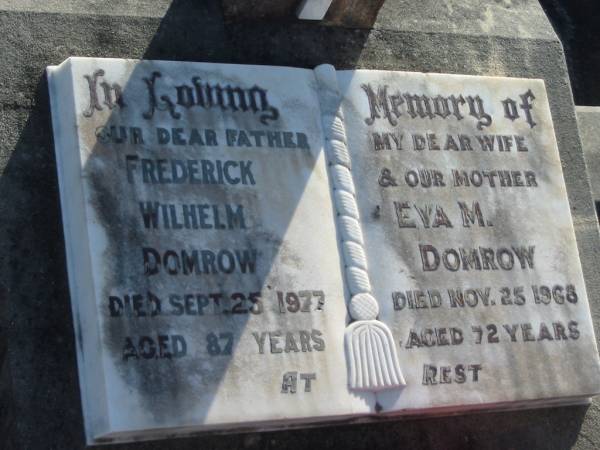 In Loving
OUR DEAR FATHER
FREDERICK
WILHELM
DOMROW
DIED SEPT. 25 1977
AGED 87 YEARS
AT
Memory of
MY DEAR WIFE
& OUR MOTHER
EVA M.
DOMROW
DIED NOV. 25 1968
AGED 72 YEARS
REST